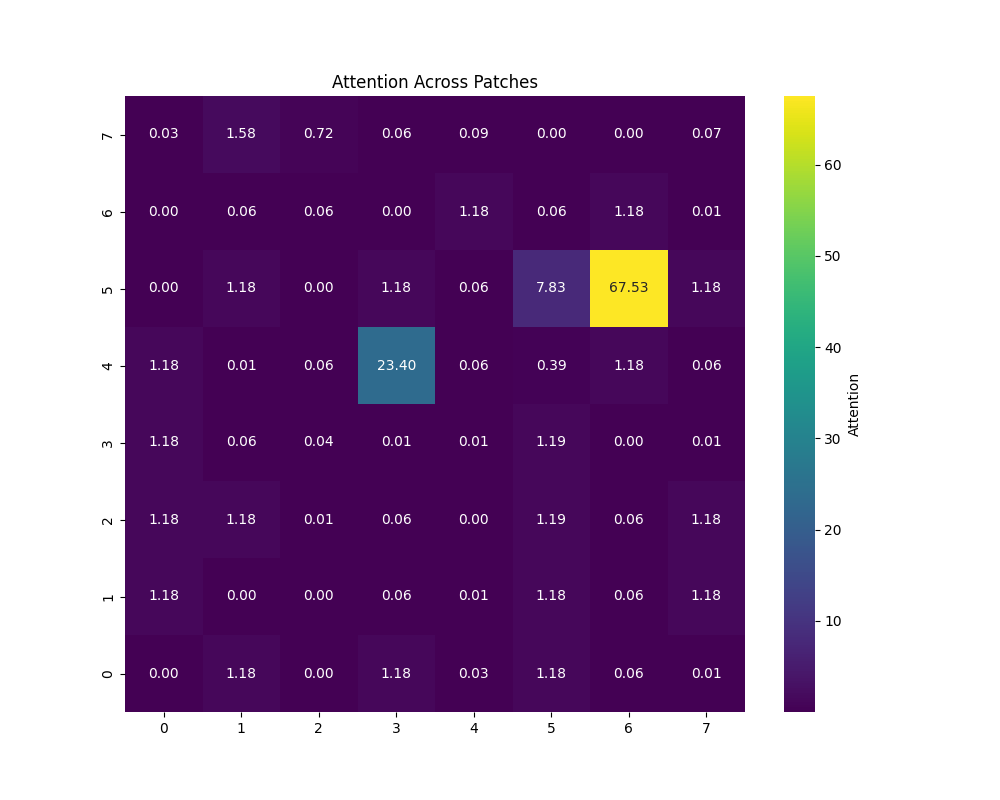 Attention Across Patches
7 0.03 1.58 0.72 0.06 0.09 0.00 0.00 0.07
6 0.00 0.06 0.06 0.00 1.18 0.06 1.18 0.01
5 0.00 1.18 0.00 1.18 0.06 7.83 67.53 1.18
4 1.18 0.01 0.06 23.40 0.06 0.39 1.18 0.06
3 1.18 0.06 0.04 0.01 0.01 1.19 0.00 0.01
2 1.18 1.18 0.01 0.06 0.00 1.19 0.06 1.18
1 1.18 0.00 0.00 0.06 0.01 1.18 0.06 1.18
0 0.00 1.18 0.00 1.18 0.03 1.18 0.06 0.01
0 1 2 3 4 5 6 7
60
50
40
30
20
10
Attention